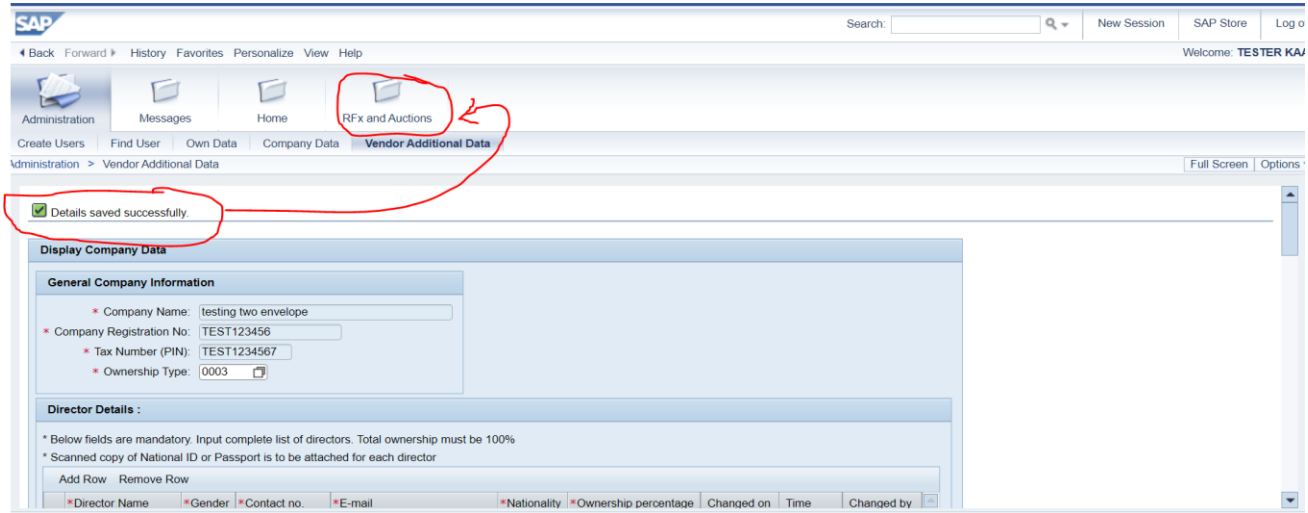 SAP Search: New Session SAP Store Log o
Back Forward History Favorites Personalize View Help Welcome: TESTER KAA
Administration Messages Home RFx and Auctions
Create Users Find User Own Data Company Data Vendor Additional Data
Administration > Vendor Additional Data Full Screen Options
Details saved successfully.
Display Company Data
General Company Information
* Company Name: testing two envelope
* Company Registration No: TEST123456
* Tax Number (PIN): TEST1234567
* Ownership Type: 0003
Director Details :
* Below fields are mandatory. Input complete list of directors. Total ownership must be 100%
* Scanned copy of National ID or Passport is to be attached for each director
Add Row Remove Row
*Director Name *Gender *Contact no. *E-mail *Nationality *Ownership percentage Changed on Time Changed by